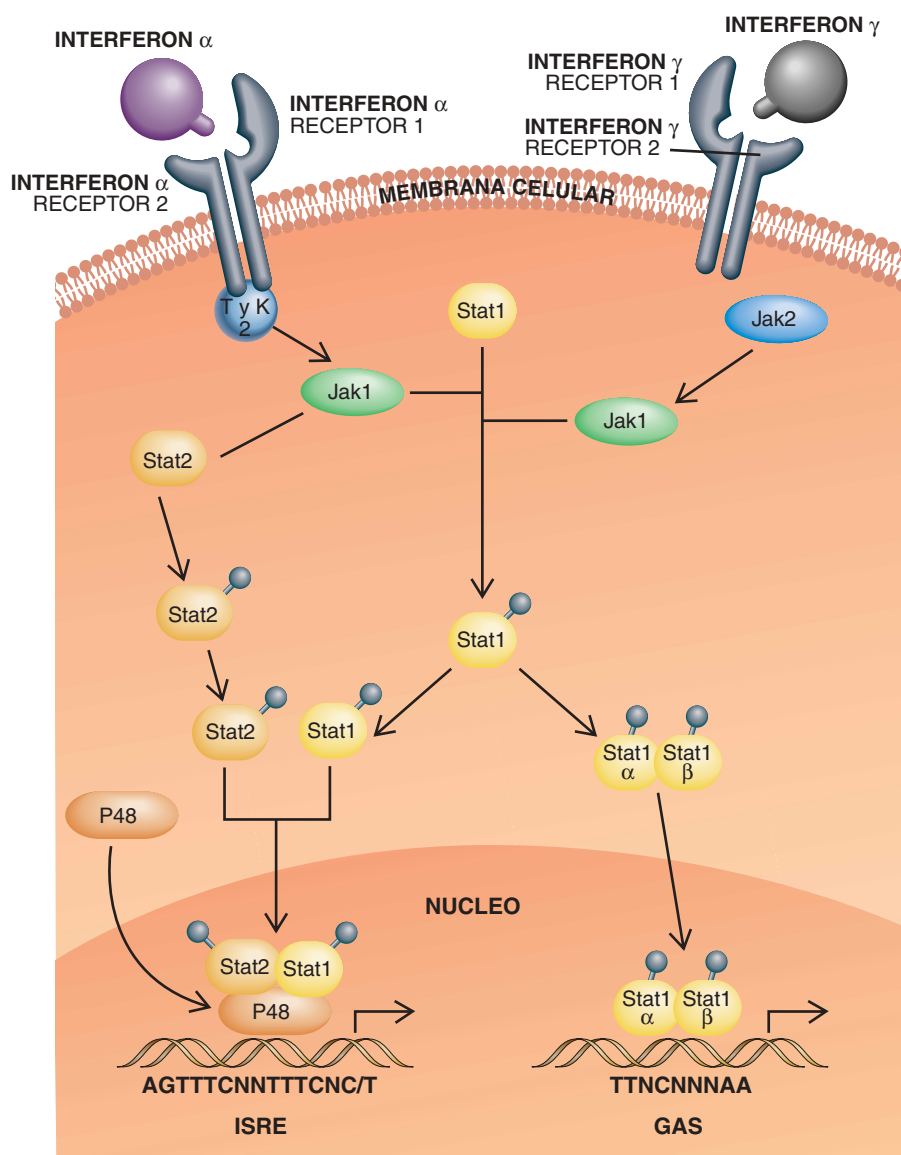 INTERFERON α
INTERFERON γ
INTERFERON α
RECEPTOR 1
INTERFERON γ
RECEPTOR 1
INTERFERON γ
RECEPTOR 2
INTERFERON α
RECEPTOR 2
MEMBRANA CELULAR
T y K
2
Stat1
Jak2
Jak1
Jak1
Stat2
Stat2
Stat1
Stat2
Stat1
Stat1
α
Stat1
β
P48
NUCLEO
Stat2
Stat1
P48
Stat1
α
Stat1
β
AGTTTCNNTTTCNC/T
TTNCNNNAA
ISRE
GAS